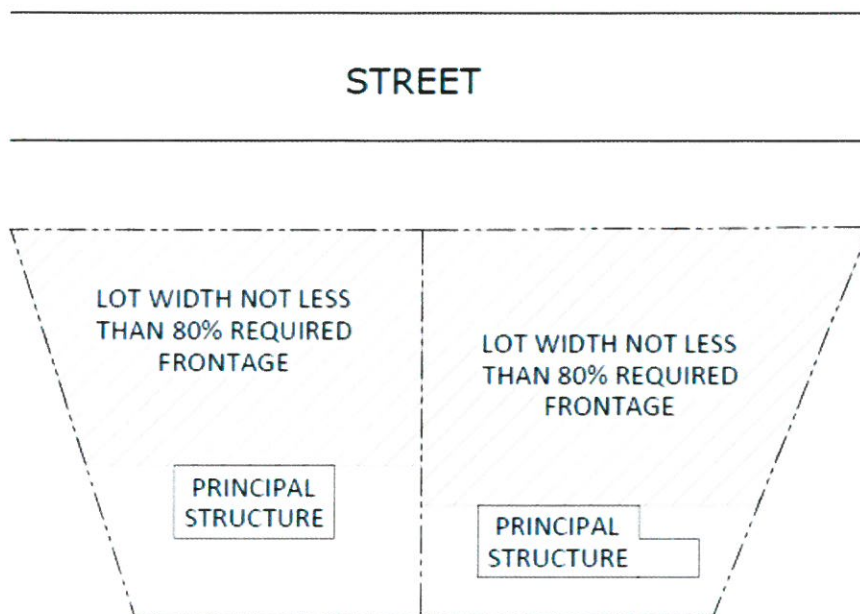 STREET
LOT WIDTH NOT LESS
THAN 80% REQUIRED
FRONTAGE
LOT WIDTH NOT LESS
THAN 80% REQUIRED
FRONTAGE
PRINCIPAL
STRUCTURE
PRINCIPAL
STRUCTURE